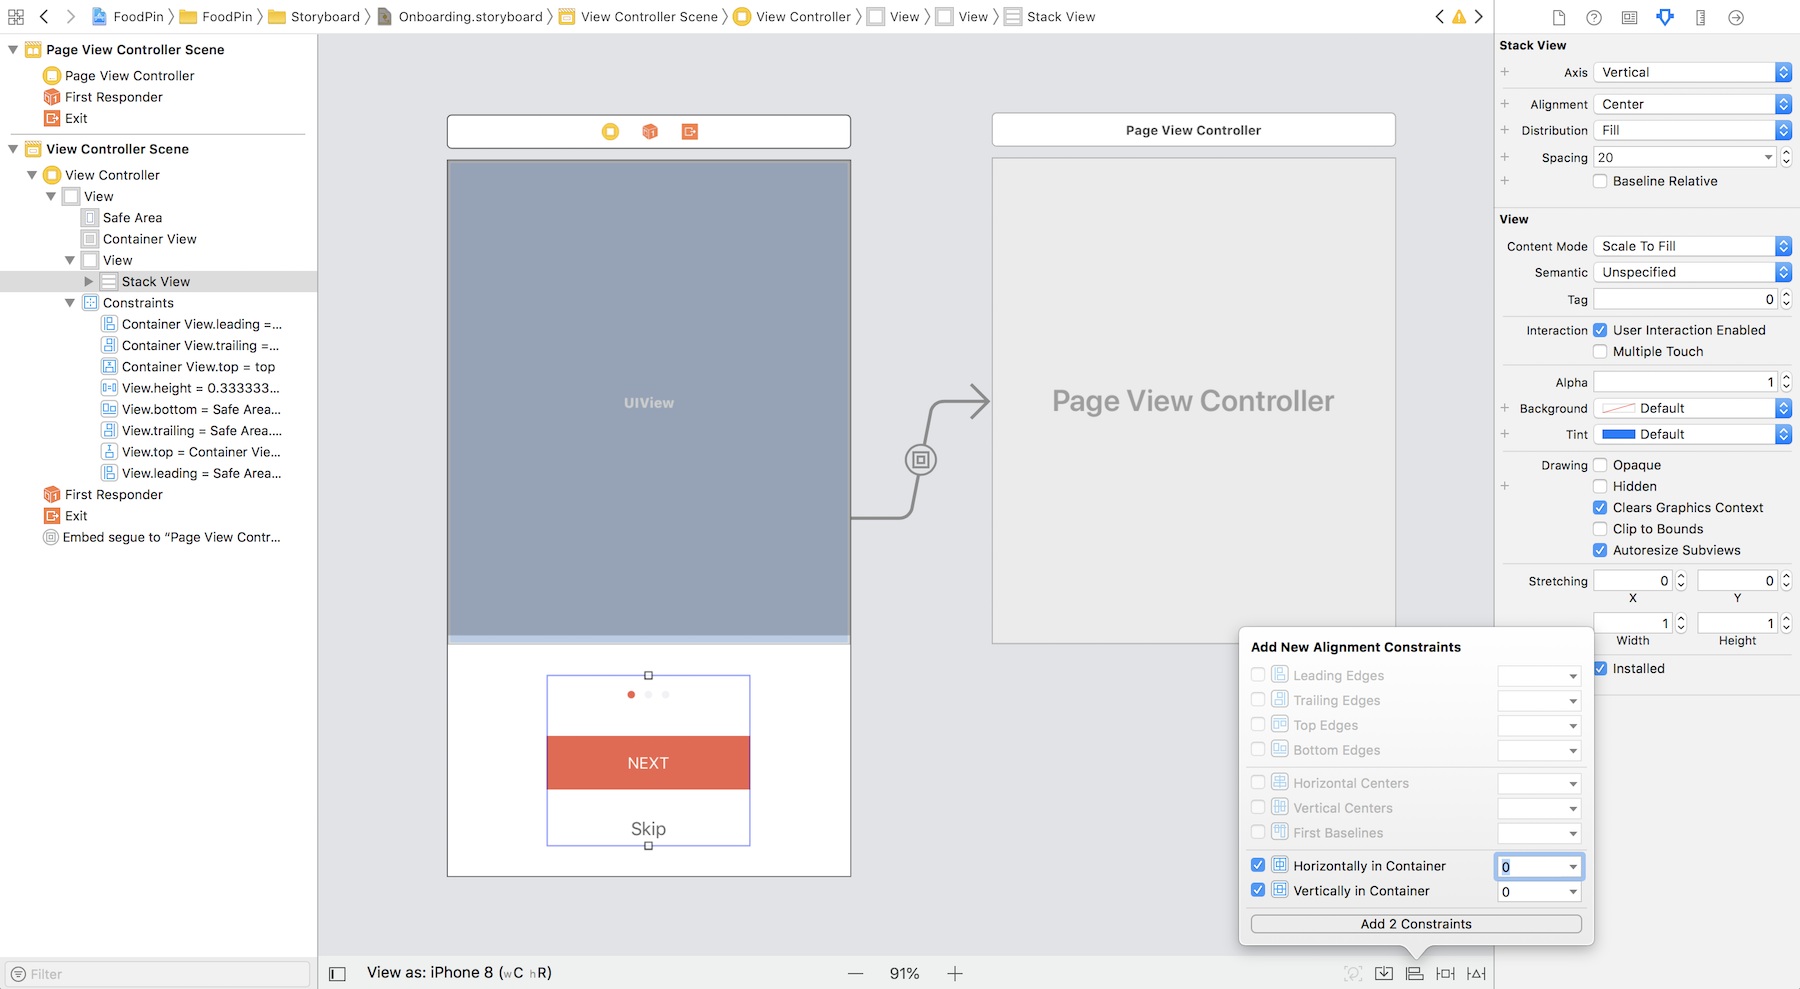 FoodPin FoodPin Storyboard Onboarding.storyboard View Controller Scene View Controller View View Stack View
Page View Controller Scene
Page View Controller
First Responder
Exit
View Controller Scene
View Controller
View
Safe Area
Container View
View
Stack View
Constraints
Container View.leading =...
Container View.trailing =...
Container View.top = top
View.height = 0.333333...
View.bottom = Safe Area...
View.trailing = Safe Area....
View.top = Container Vie...
View.leading = Safe Area...
First Responder
Exit
Embed segue to “Page View Contr...
Filter
UIView
NEXT
Skip
Page View Controller
Page View Controller
View as: iPhone 8 (wC hR)
91%
Add New Alignment Constraints
Leading Edges
Trailing Edges
Top Edges
Bottom Edges
Horizontal Centers
Vertical Centers
First Baselines
Horizontally in Container 0
Vertically in Container 0
Add 2 Constraints
Stack View
Axis Vertical
Alignment Center
Distribution Fill
Spacing 20
Baseline Relative
View
Content Mode Scale To Fill
Semantic Unspecified
Tag 0
Interaction User Interaction Enabled
Multiple Touch
Alpha 1
Background Default
Tint Default
Drawing Opaque
Hidden
Clears Graphics Context
Clip to Bounds
Autoresize Subviews
Stretching 0 0
X Y
1 1
Width Height
Installed